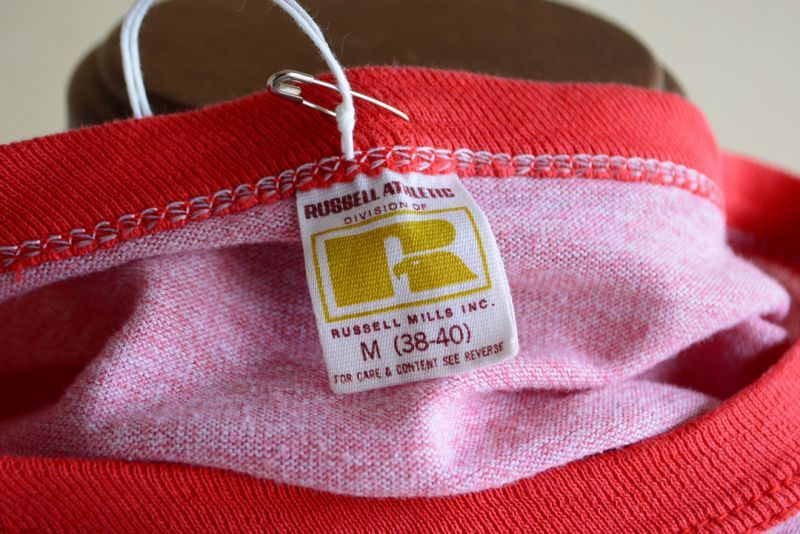 RUSSELL ATHLETIC
DIVISION OF
R
RUSSELL MILLS INC.
M (38-40)
FOR CARE & CONTENT SEE REVERSE